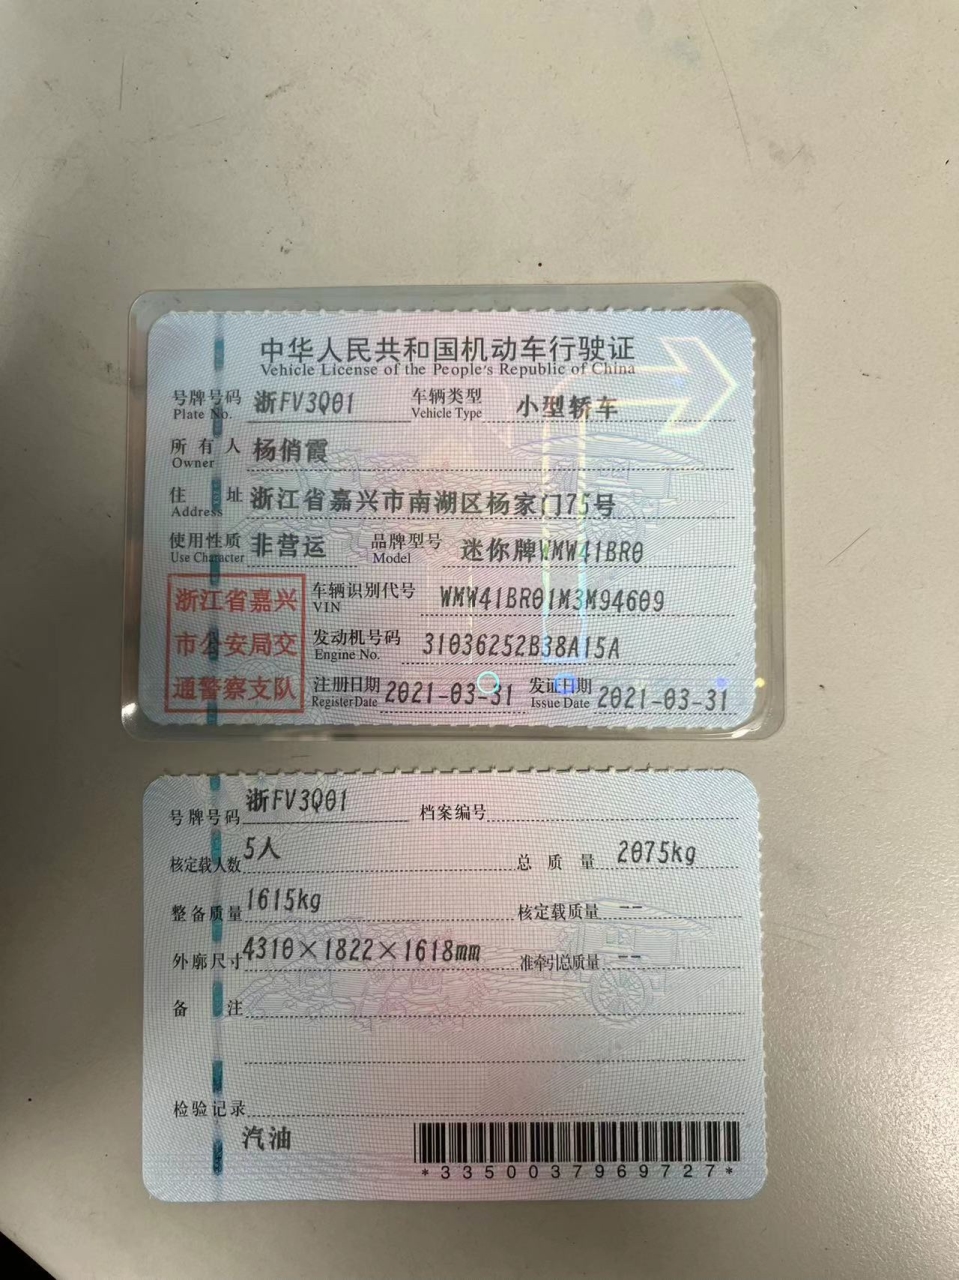 中华人民共和国机动车行驶证
Vehicle License of the People's Republic of China
号牌号码 浙FV3Q01 车辆类型 小型轿车
Plate No. Vehicle Type
所有人 杨俏霞
Owner
住址 浙江省嘉兴市南湖区杨家门75号
Address
使用性质 非营运 品牌型号 迷你牌WMW41BR0
Use Character Model
浙江省嘉兴
市公安局交
通警察支队
车辆识别代号 WMW41BR01M3M94609
VIN
发动机号码 31036252B38A15A
Engine No.
注册日期 2021-03-31 发证日期 2021-03-31
Register Date Issue Date
号牌号码 浙FV3Q01 档案编号
核定载人数 5人 总质量 2075kg
整备质量 1615kg 核定载质量 --
外廓尺寸 4310×1822×1618mm 准牵引总质量 --
备注
检验记录
汽油
*3350037969727*